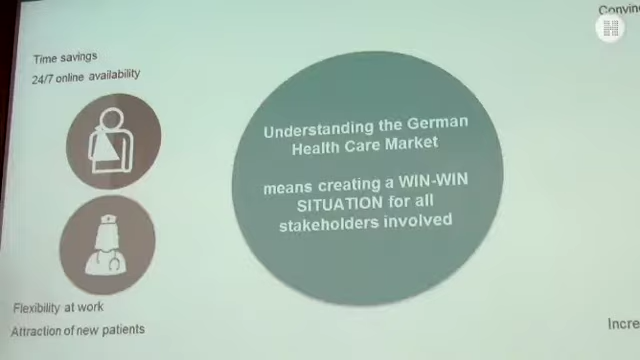 Time savings
24/7 online availability
Understanding the German
Health Care Market
means creating a WIN-WIN
SITUATION for all
stakeholders involved
Flexibility at work
Attraction of new patients